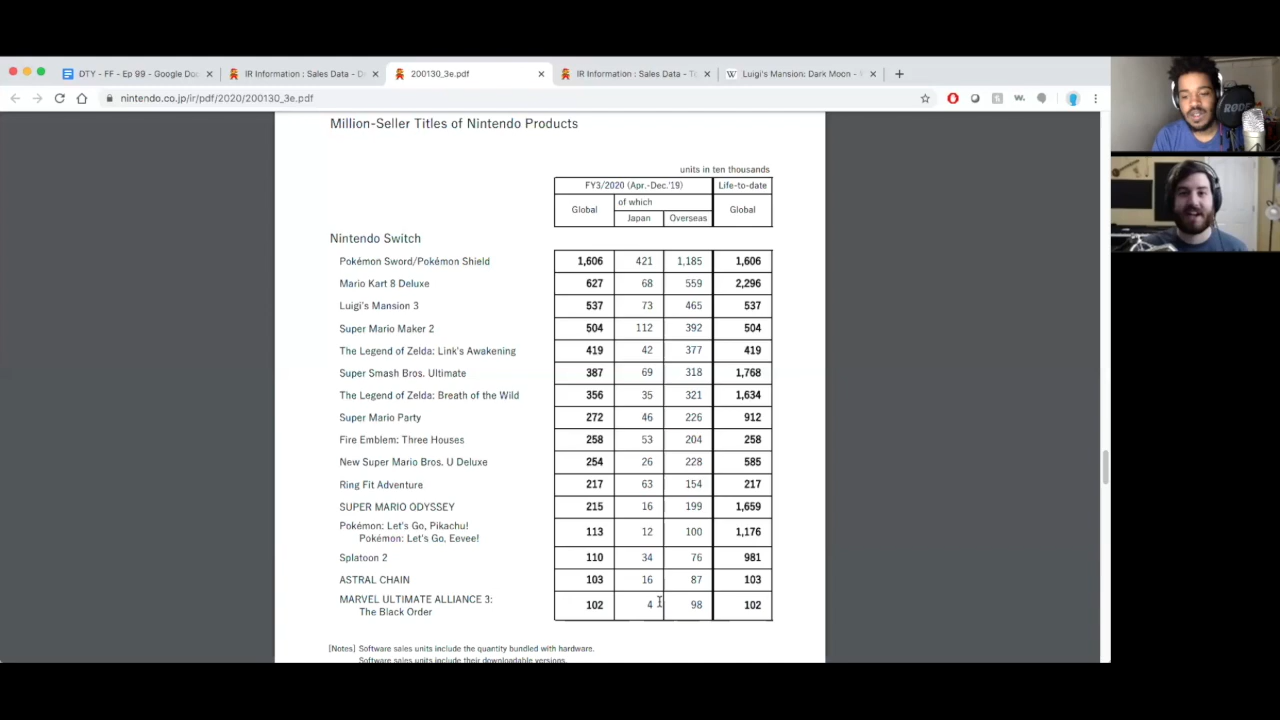 DTY - FF - Ep 99 - Google Doc
IR Information : Sales Data - D
200130_3e.pdf
IR Information : Sales Data - T
Luigi's Mansion: Dark Moon -
nintendo.co.jp/ir/pdf/2020/200130_3e.pdf
RØDE
Million-Seller Titles of Nintendo Products
units in ten thousands
FY3/2020 (Apr.-Dec.'19) Life-to-date
Global of which Global
Japan Overseas
Nintendo Switch
Pokémon Sword/Pokémon Shield 1,606 421 1,185 1,606
Mario Kart 8 Deluxe 627 68 559 2,296
Luigi's Mansion 3 537 73 465 537
Super Mario Maker 2 504 112 392 504
The Legend of Zelda: Link's Awakening 419 42 377 419
Super Smash Bros. Ultimate 387 69 318 1,768
The Legend of Zelda: Breath of the Wild 356 35 321 1,634
Super Mario Party 272 46 226 912
Fire Emblem: Three Houses 258 53 204 258
New Super Mario Bros. U Deluxe 254 26 228 585
Ring Fit Adventure 217 63 154 217
SUPER MARIO ODYSSEY 215 16 199 1,659
Pokémon: Let's Go, Pikachu!
Pokémon: Let's Go, Eevee! 113 12 100 1,176
Splatoon 2 110 34 76 981
ASTRAL CHAIN 103 16 87 103
MARVEL ULTIMATE ALLIANCE 3:
The Black Order 102 4 98 102
[Notes] Software sales units include the quantity bundled with hardware.
Software sales units include their downloadable versions.